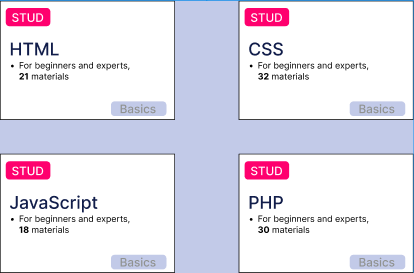 STUD
HTML
• For beginners and experts,
21 materials
Basics
STUD
CSS
• For beginners and experts,
32 materials
Basics
STUD
JavaScript
• For beginners and experts,
18 materials
Basics
STUD
PHP
• For beginners and experts,
30 materials
Basics